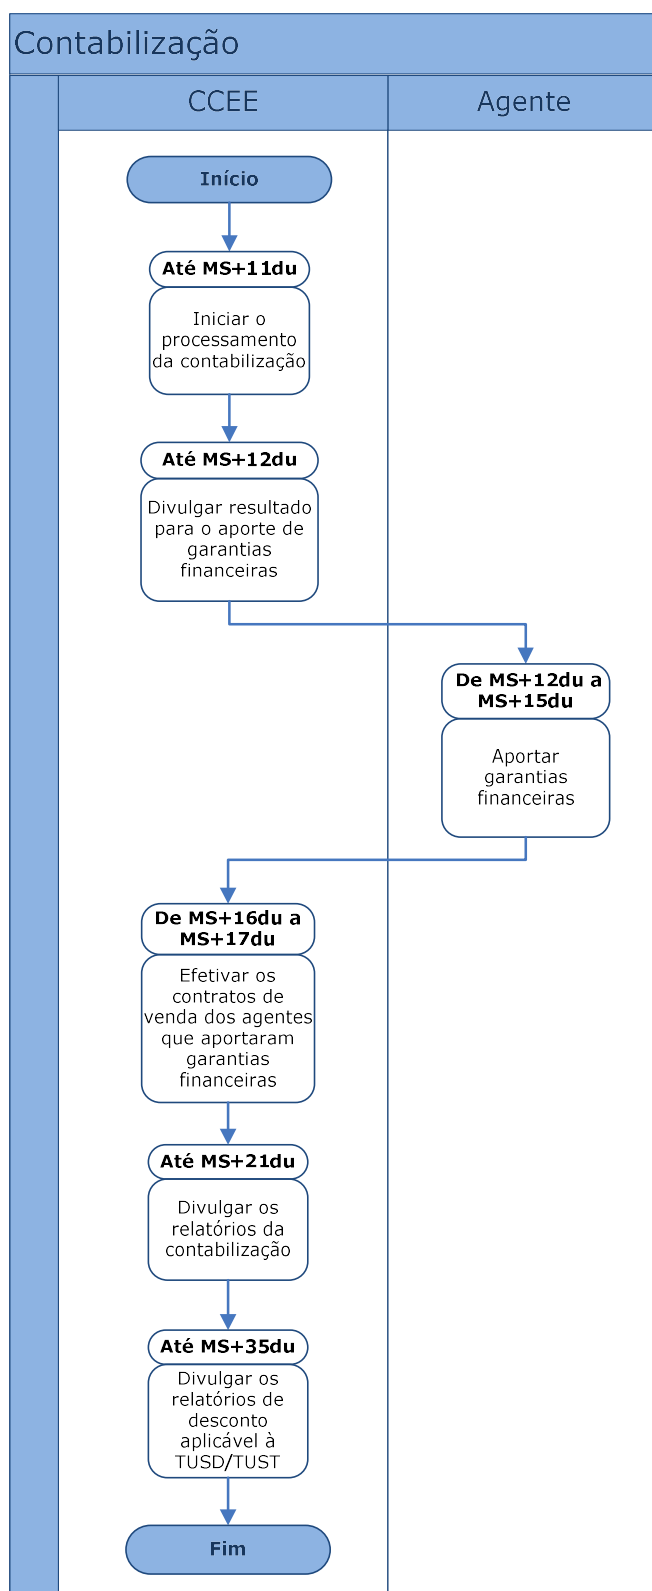 Contabilização
CCEE
Agente
Início
Até MS+11du
Iniciar o
processamento
da contabilização
Até MS+12du
Divulgar resultado
para o aporte de
garantias
financeiras
De MS+12du a
MS+15du
Aportar
garantias
financeiras
De MS+16du a
MS+17du
Efetivar os
contratos de
venda dos agentes
que aportaram
garantias
financeiras
Até MS+21du
Divulgar os
relatórios da
contabilização
Até MS+35du
Divulgar os
relatórios de
desconto
aplicável à
TUSD/TUST
Fim